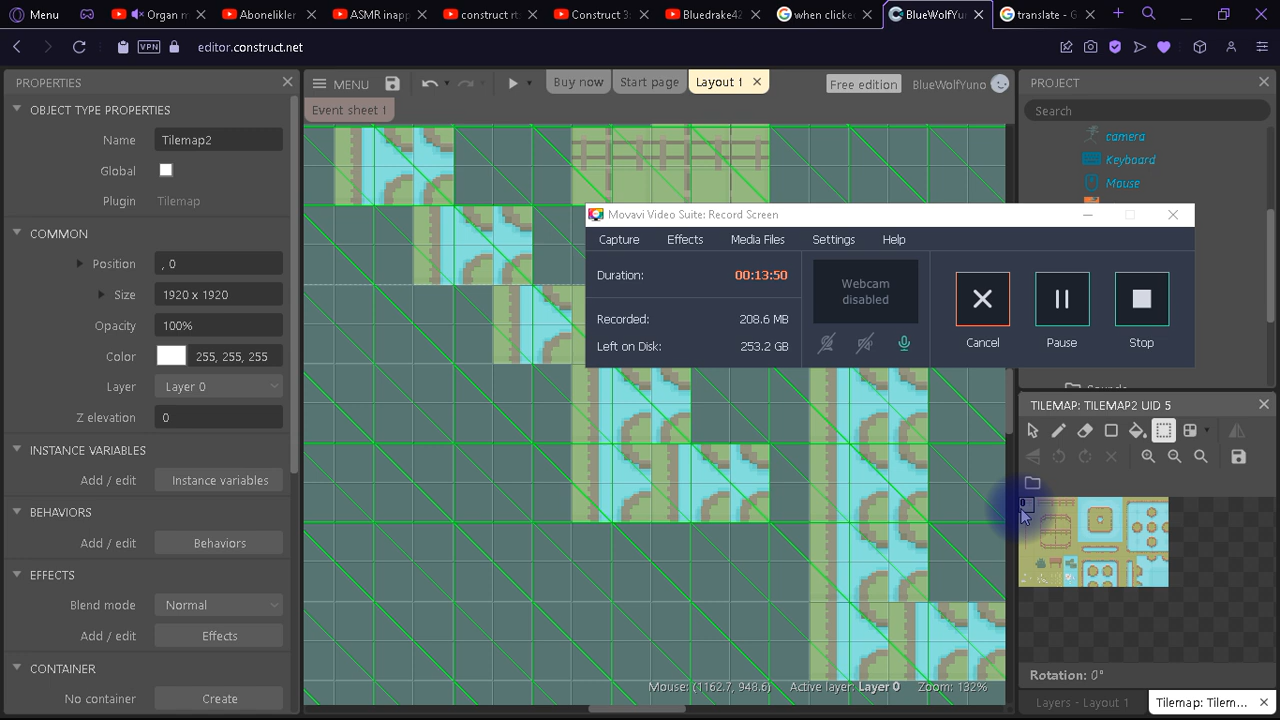 Organ m
Abonelikler
ASMR inapp
construct rts
Construct 3:
Bluedrake42
when clicke
BlueWolfYuno
translate - G
VPN
editor.construct.net
PROPERTIES
MENU
Buy now
Start page
Layout 1
Free edition
BlueWolfYuno
PROJECT
Event sheet 1
Search
OBJECT TYPE PROPERTIES
Name
Tilemap2
Global
Plugin
Tilemap
COMMON
Position
, 0
Size
1920 x 1920
Opacity
100%
Color
255, 255, 255
Layer
Layer 0
Z elevation
0
INSTANCE VARIABLES
Add / edit
Instance variables
BEHAVIORS
Add / edit
Behaviors
EFFECTS
Blend mode
Normal
Add / edit
Effects
CONTAINER
No container
Create
camera
Keyboard
Mouse
Movavi Video Suite: Record Screen
Capture
Effects
Media Files
Settings
Help
Duration:
00:13:50
Webcam
disabled
Recorded:
208.6 MB
Left on Disk:
253.2 GB
Cancel
Pause
Stop
TILEMAP: TILEMAP2 UID 5
Rotation: 0°
Mouse: (1162.7, 948.6)
Active layer: Layer 0
Zoom: 132%
Layers - Layout 1
Tilemap: Tilem...